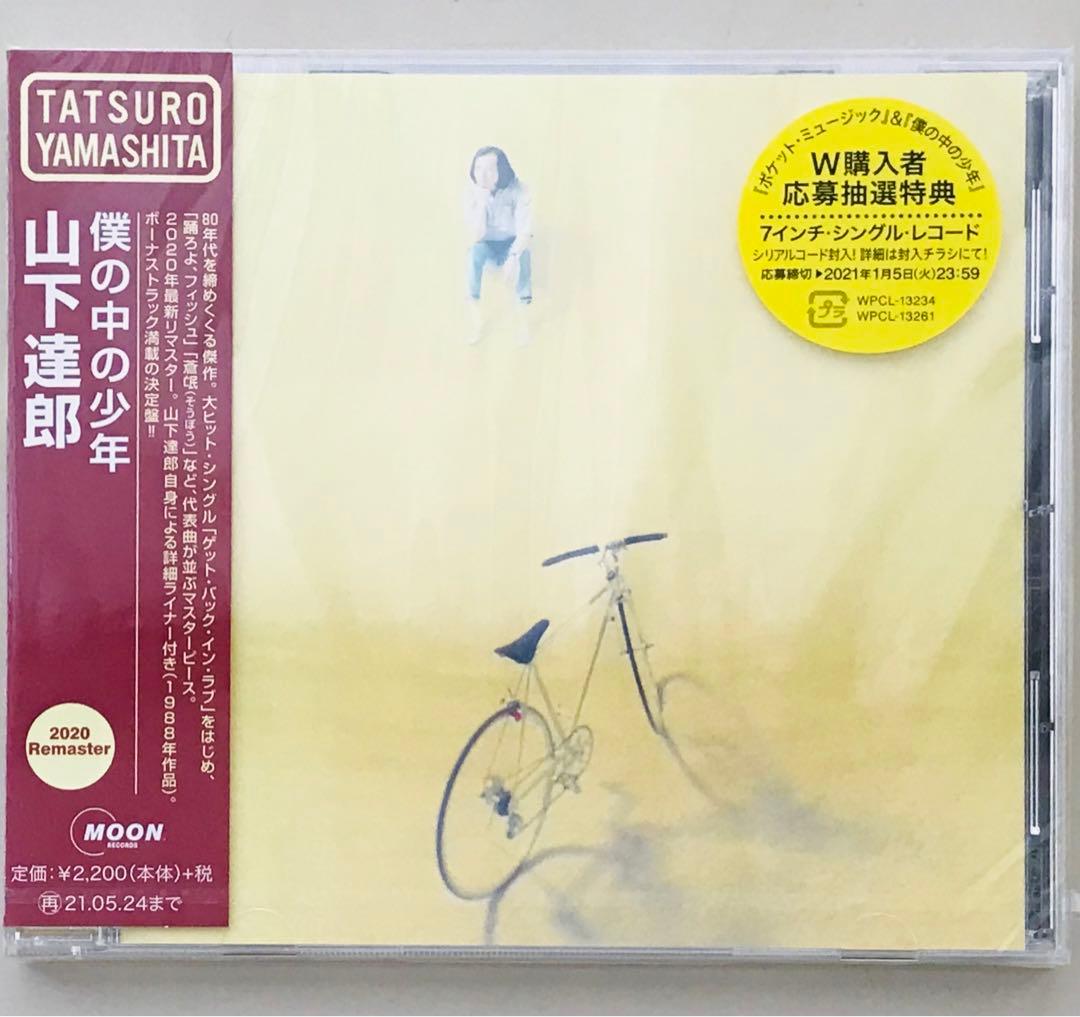 TATSURO
YAMASHITA
僕の中の少年
山下達郎
80年代を締めくくる傑作。大ヒット・シングル「ゲット・バック・イン・ラブ」をはじめ、
「踊ろよ、フィッシュ」「蒼氓(そうぼう)」など、代表曲が並ぶマスターピース。
2020年最新リマスター。山下達郎自身による詳細ライナー付き(1988年作品)。
ボーナストラック満載の決定盤!!
2020
Remaster
MOON
RECORDS
定価:¥2,200(本体)+税
再21.05.24まで
『ポケット・ミュージック』&『僕の中の少年』
W購入者
応募抽選特典
7インチ・シングル・レコード
シリアルコード封入! 詳細は封入チラシにて!
応募締切▶2021年1月5日(火)23:59
プラ
WPCL-13234
WPCL-13261